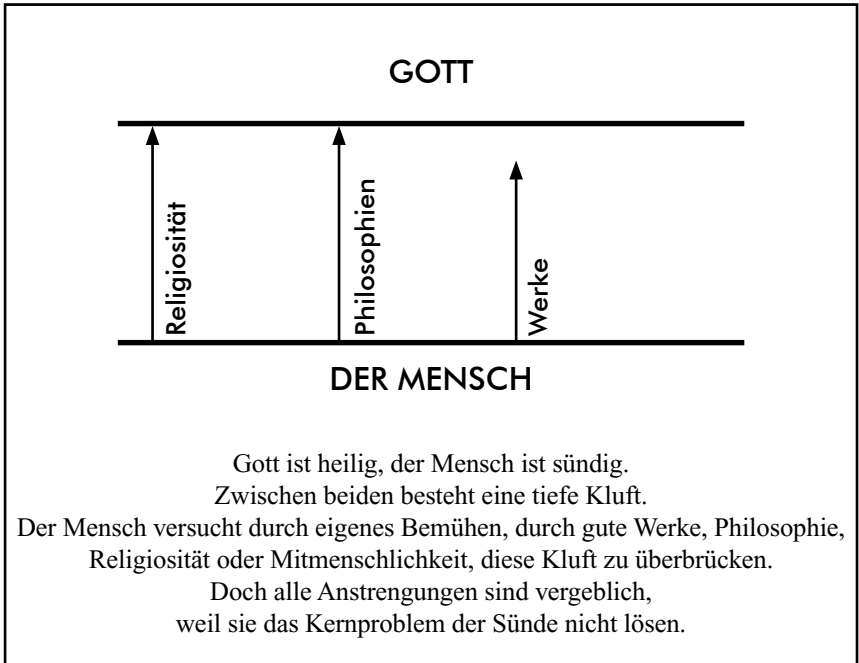 GOTT
Religiosität
Philosophien
Werke
DER MENSCH
Gott ist heilig, der Mensch ist sündig.
Zwischen beiden besteht eine tiefe Kluft.
Der Mensch versucht durch eigenes Bemühen, durch gute Werke, Philosophie,
Religiosität oder Mitmenschlichkeit, diese Kluft zu überbrücken.
Doch alle Anstrengungen sind vergeblich,
weil sie das Kernproblem der Sünde nicht lösen.